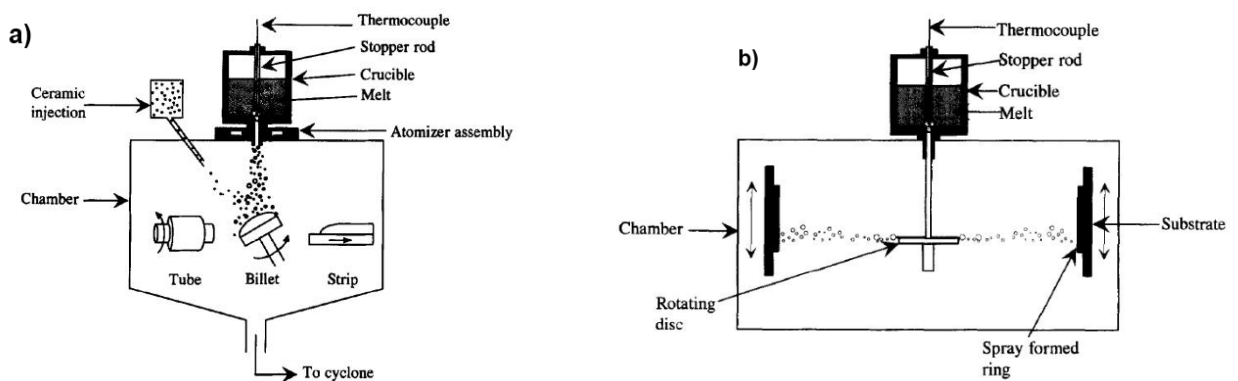 a)
Thermocouple
Stopper rod
Crucible
Melt
Ceramic
injection
Atomizer assembly
Chamber
Tube
Billet
Strip
To cyclone
b)
Thermocouple
Stopper rod
Crucible
Melt
Chamber
Substrate
Rotating
disc
Spray formed
ring